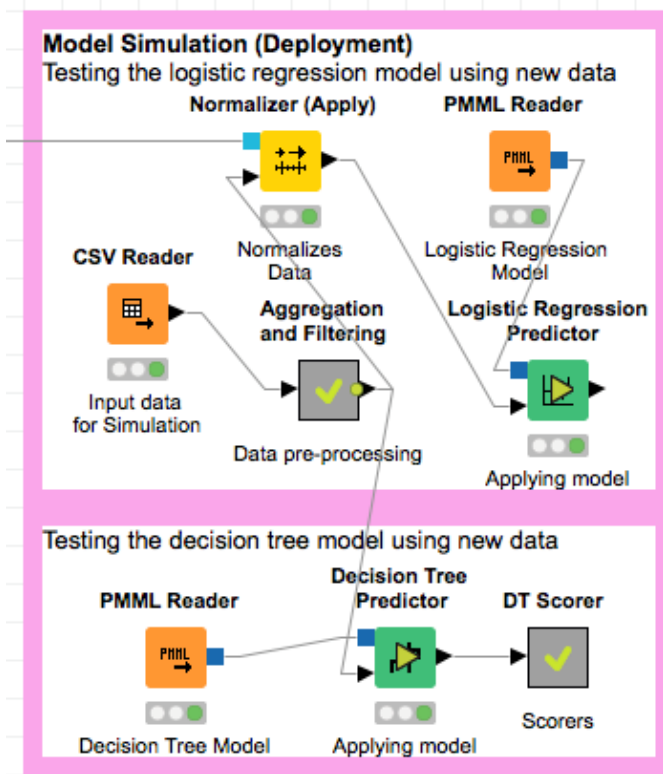 Model Simulation (Deployment)
Testing the logistic regression model using new data
Normalizer (Apply)
PMML Reader
PMML
Normalizes
Data
Logistic Regression
Model
CSV Reader
Aggregation
and Filtering
Logistic Regression
Predictor
Input data
for Simulation
Data pre-processing
Applying model
Testing the decision tree model using new data
PMML Reader
Decision Tree
Predictor
DT Scorer
PMML
Decision Tree Model
Applying model
Scorers